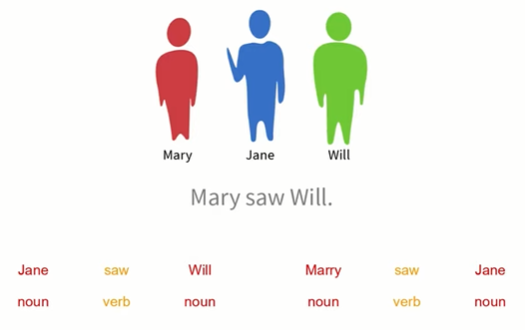 Mary Jane Will
Mary saw Will.
Jane saw Will Marry saw Jane
noun verb noun noun verb noun